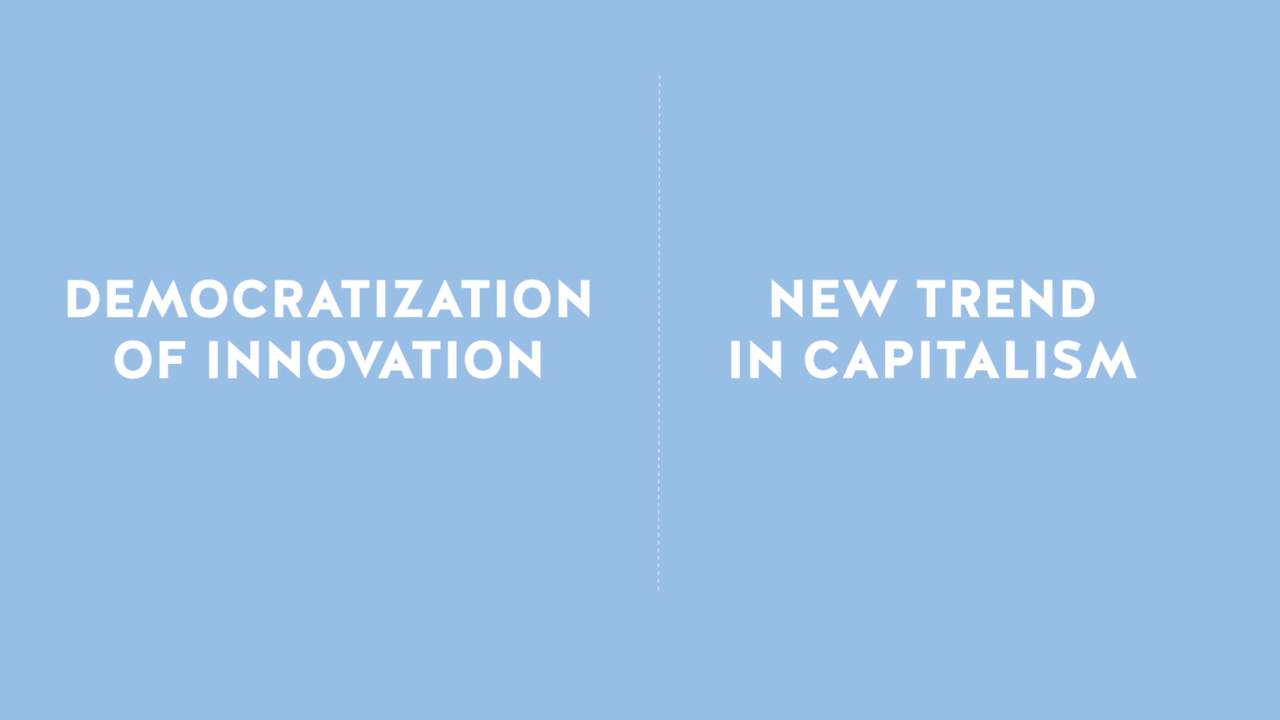 DEMOCRATIZATION
OF INNOVATION
NEW TREND
IN CAPITALISM